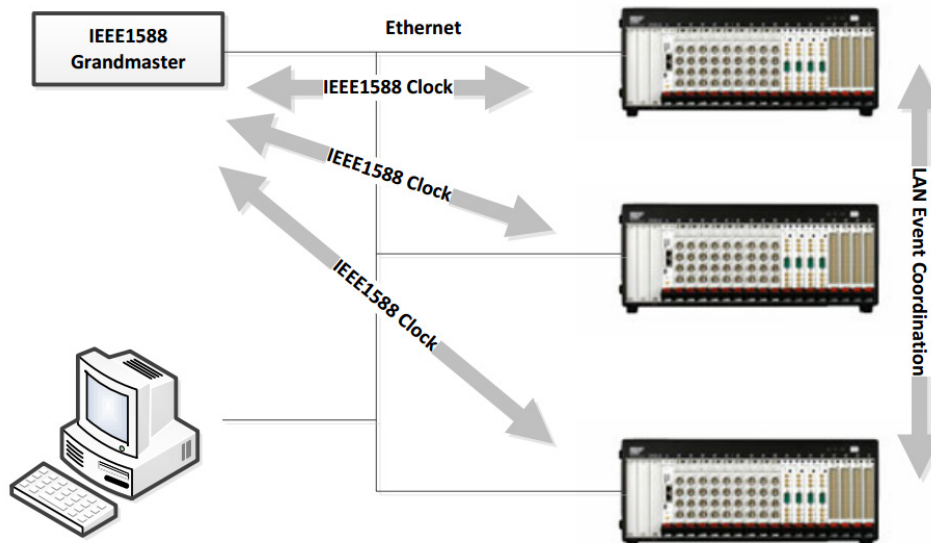 IEEE1588
Grandmaster
Ethernet
IEEE1588 Clock
IEEE1588 Clock
IEEE1588 Clock
LAN Event Coordination